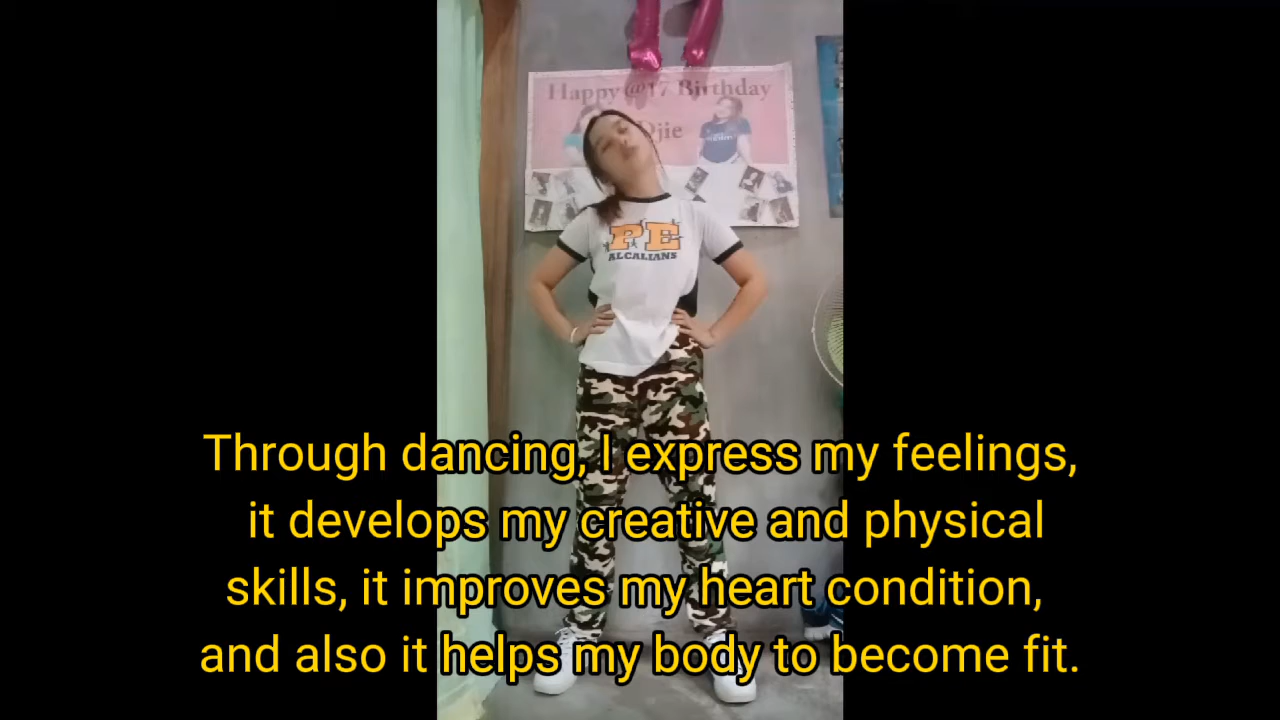 Happy @17 Birthday
Djie
PE
ALCALIANS
Through dancing, I express my feelings,
it develops my creative and physical
skills, it improves my heart condition,
and also it helps my body to become fit.